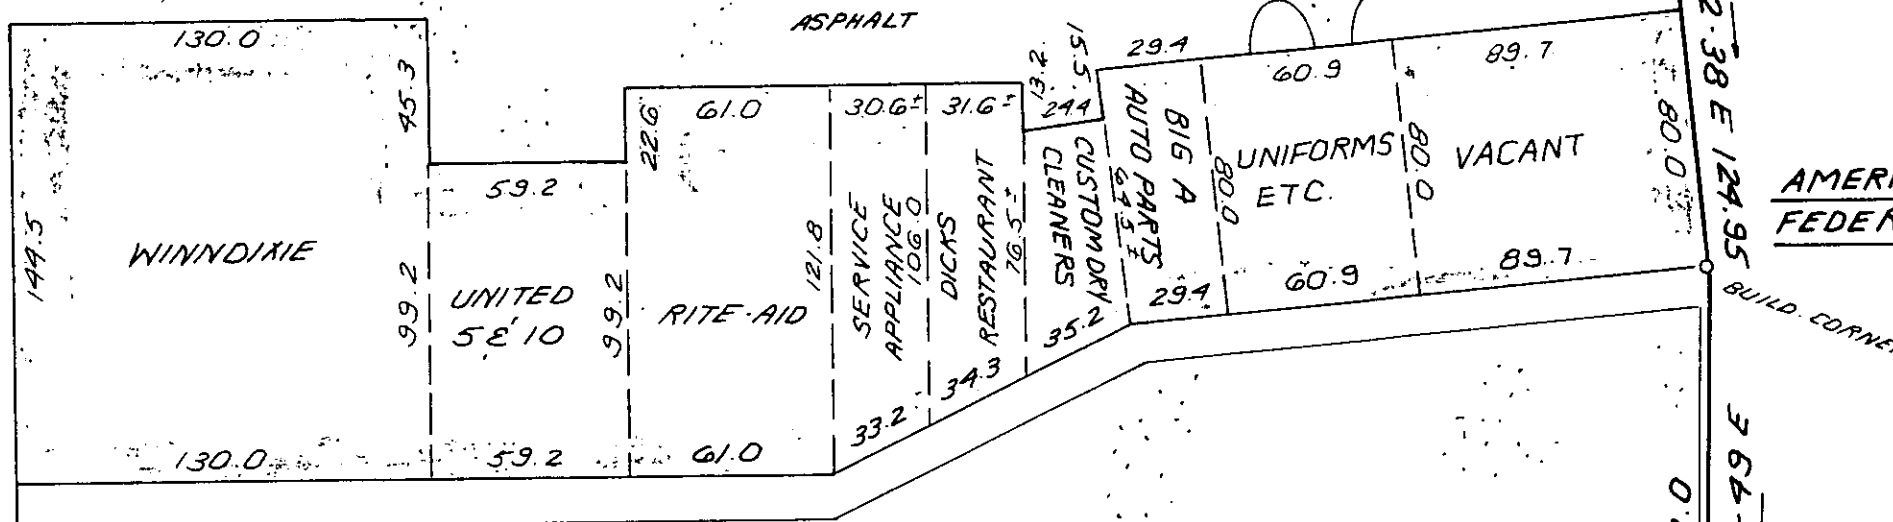 ASPHALT
130.0
45.3
144.5
WINNDIXIE
99.2
130.0
59.2
UNITED
5 & 10
99.2
59.2
22.6
61.0
RITE-AID
121.8
61.0
30.6±
SERVICE
APPLIANCE
106.0
33.2
31.6±
DICKS
RESTAURANT
76.5±
34.3
13.2
24.4
15.5
CUSTOM DRY
CLEANERS
35.2
29.4
BIG A
AUTO PARTS
64.5±
80.0
29.4
60.9
UNIFORMS
ETC.
80.0
60.9
89.7
VACANT
80.0
89.7
2·38 E 124.95
AMERI
FEDER
BUILD. CORNER